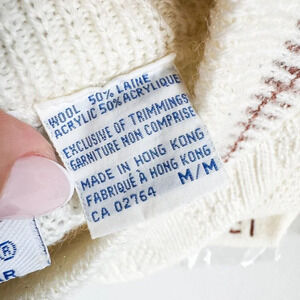 WOOL 50% LAINE
ACRYLIC 50% ACRYLIQUE
EXCLUSIVE OF TRIMMINGS
GARNITURE NON COMPRISE
MADE IN HONG KONG
FABRIQUÉ À HONG KONG
CA 02764 M/M
®